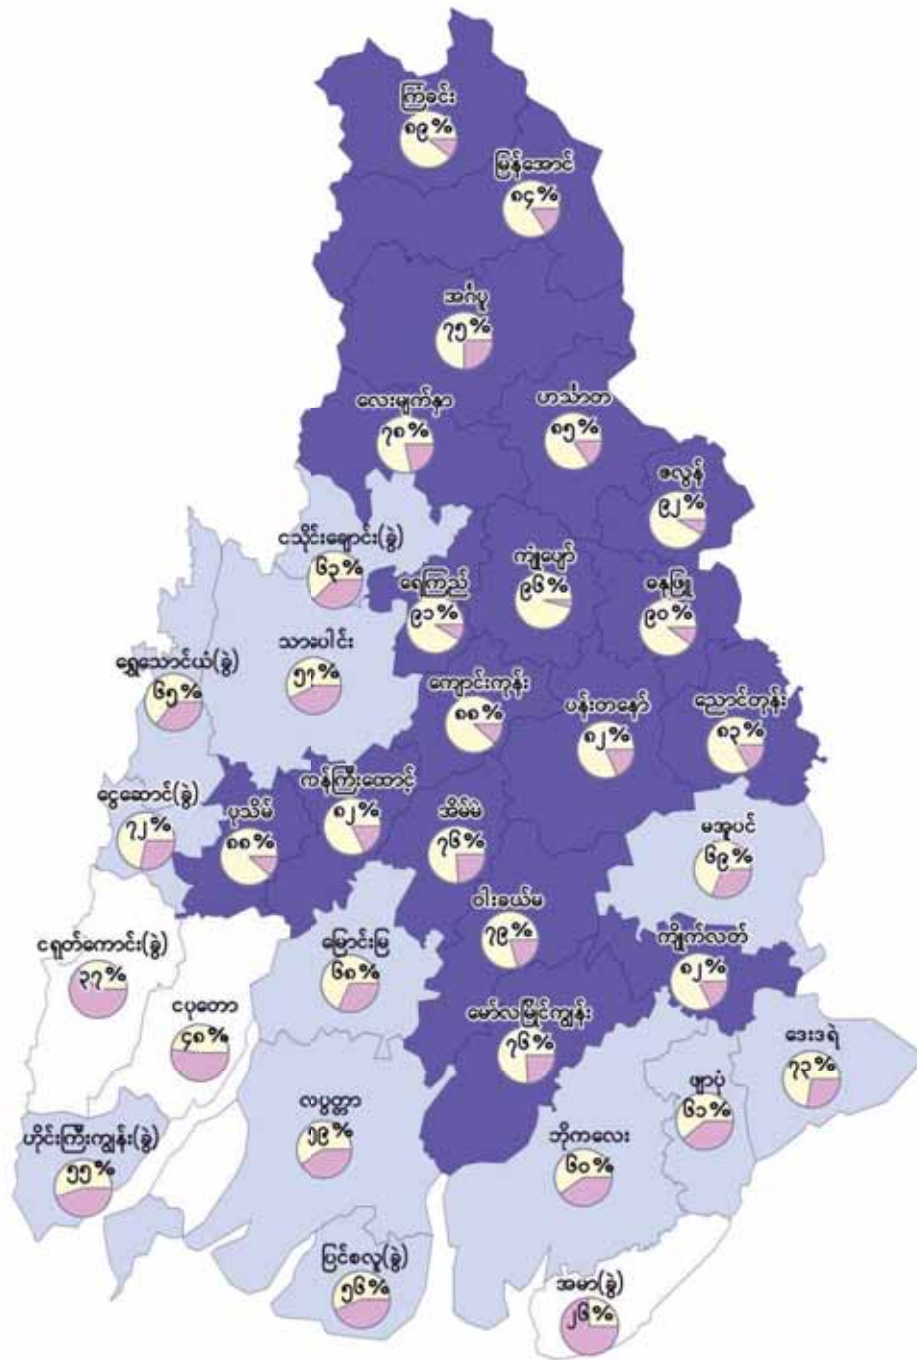 ကြံခင်း
၈၉%
မြန်အောင်
၈၄%
အင်္ဂပူ
၇၅%
လေးမျက်နှာ
၇၈%
ဟင်္သာတ
၈၅%
ဇလွန်
၉၂%
ငသိုင်းချောင်း(ခွဲ)
၆၃%
ရေကြည်
၉၁%
ကျုံပျော်
၉၆%
ဓနုဖြူ
၉၀%
ရွှေသောင်ယံ(ခွဲ)
၆၅%
သာပေါင်း
၅၇%
ကျောင်းကုန်း
၈၈%
ပန်းတနော်
၈၂%
ညောင်တုန်း
၈၃%
ငွေဆောင်(ခွဲ)
၇၂%
ပုသိမ်
၈၈%
ကန်ကြီးထောင့်
၈၂%
အိမ်မဲ
၇၆%
မအူပင်
၆၉%
ဝါးခယ်မ
၇၉%
ငရုတ်ကောင်း(ခွဲ)
၃၇%
မြောင်းမြ
၆၈%
ကျိုက်လတ်
၈၂%
ငပုတော
၄၈%
မော်လမြိုင်ကျွန်း
၇၆%
ဒေးဒရဲ
၇၃%
ဟိုင်းကြီးကျွန်း(ခွဲ)
၅၅%
လပွတ္တာ
၅၉%
ဘိုကလေး
၆၀%
ဖျာပုံ
၆၁%
ပြင်စလူ(ခွဲ)
၅၆%
အမာ(ခွဲ)
၂၆%